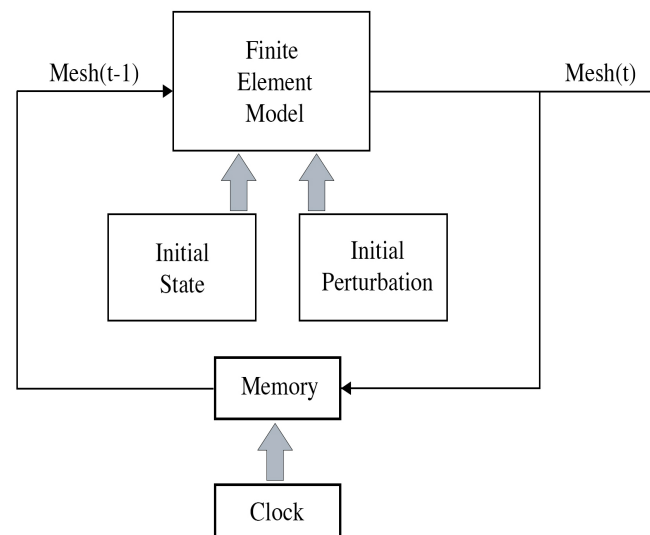 Finite
Element
Model
Mesh(t-1)
Mesh(t)
Initial
State
Initial
Perturbation
Memory
Clock